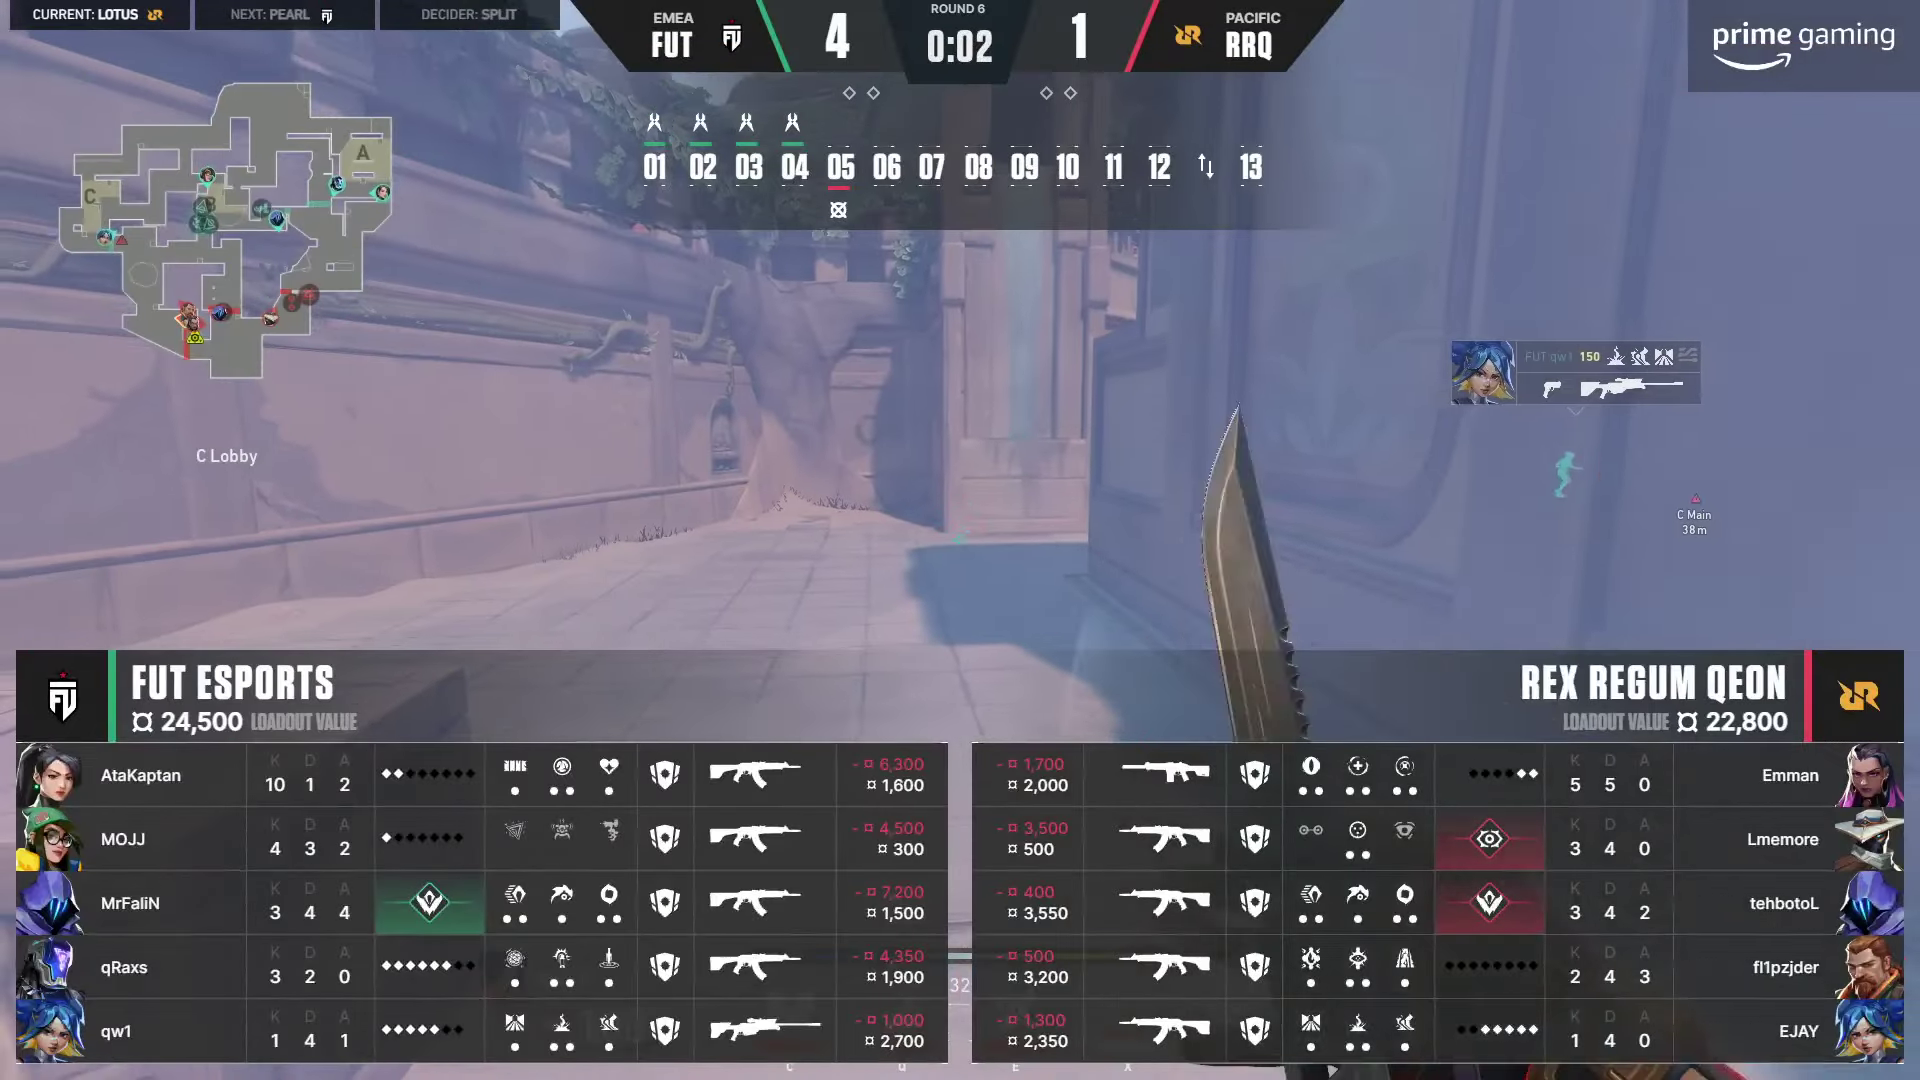 CURRENT: LOTUS
NEXT: PEARL
DECIDER: SPLIT
EMEA
FUT
4
ROUND 6
0:02
1
PACIFIC
RRQ
prime gaming
01 02 03 04 05 06 07 08 09 10 11 12 13
A
B
C
C Lobby
FUT qw1 150
C Main
38m
FUT ESPORTS
24,500 LOADOUT VALUE
REX REGUM QEON
LOADOUT VALUE 22,800
AtaKaptan K 10 D 1 A 2 - 6,300 1,600
MOJJ K 4 D 3 A 2 - 4,500 300
MrFaliN K 3 D 4 A 4 - 7,200 1,500
qRaxs K 3 D 2 A 0 - 4,350 1,900
qw1 K 1 D 4 A 1 - 1,000 2,700
- 1,700 2,000 K 5 D 5 A 0 Emman
- 3,500 500 K 3 D 4 A 0 Lmemore
- 400 3,550 K 3 D 4 A 2 tehbotoL
- 500 3,200 K 2 D 4 A 3 fl1pzjder
- 1,300 2,350 K 1 D 4 A 0 EJAY
32
C Q E X